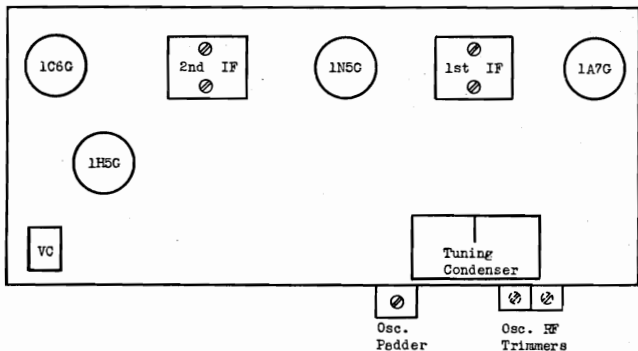 1C6G
2nd IF
1N5G
1st IF
1A7G
1H5G
VC
Tuning
Condenser
Osc.
Padder
Osc. RF
Trimmers